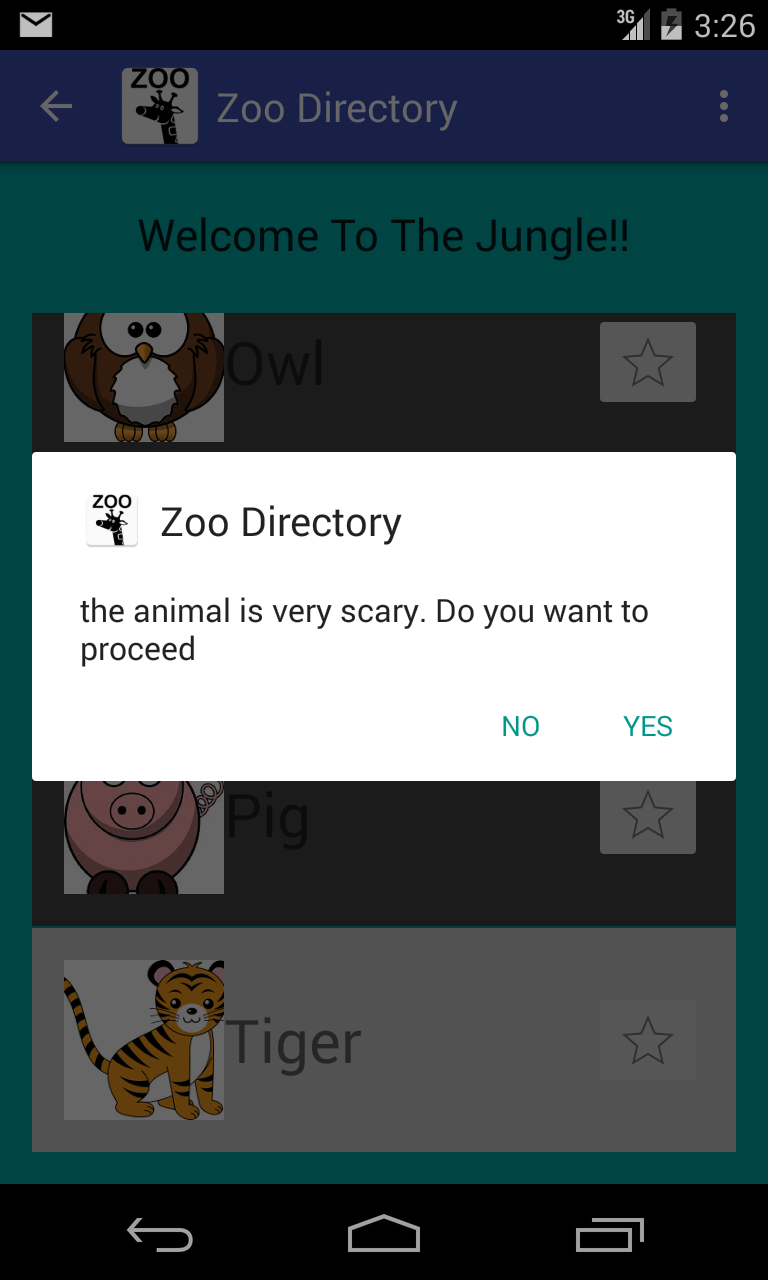 3G 3:26
ZOO Zoo Directory
Welcome To The Jungle!!
Owl
ZOO Zoo Directory
the animal is very scary. Do you want to
proceed
NO YES
Pig
Tiger